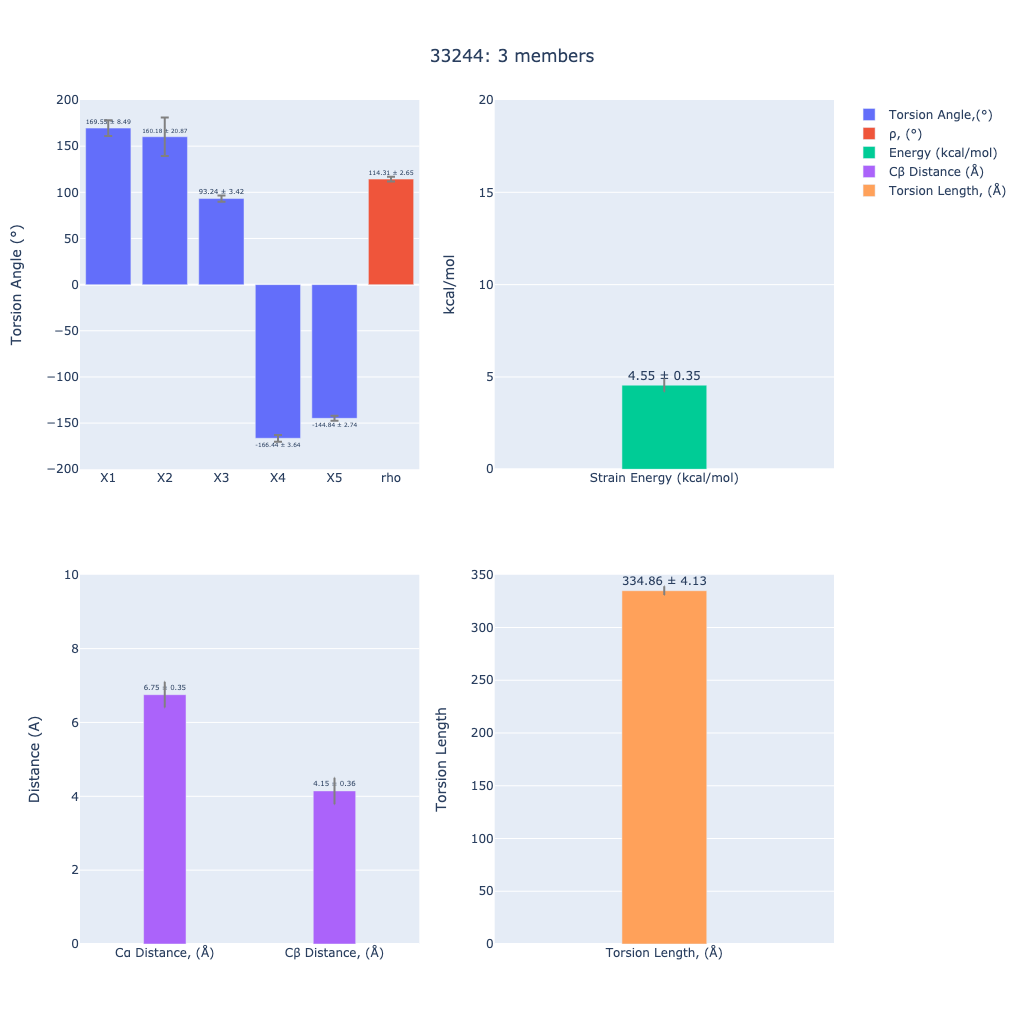 33244: 3 members
Torsion Angle (°)
200
150
100
50
0
−50
−100
−150
−200
169.55 ± 8.49
160.18 ± 20.87
93.24 ± 3.42
-166.44 ± 3.64
-144.84 ± 2.74
114.31 ± 2.65
X1 X2 X3 X4 X5 rho
kcal/mol
20
15
10
5
0
4.55 ± 0.35
Strain Energy (kcal/mol)
Torsion Angle,(°)
ρ, (°)
Energy (kcal/mol)
Cβ Distance (Å)
Torsion Length, (Å)
Distance (A)
10
8
6
4
2
0
6.75 ± 0.35
4.15 ± 0.36
Cα Distance, (Å) Cβ Distance, (Å)
Torsion Length
350
300
250
200
150
100
50
0
334.86 ± 4.13
Torsion Length, (Å)